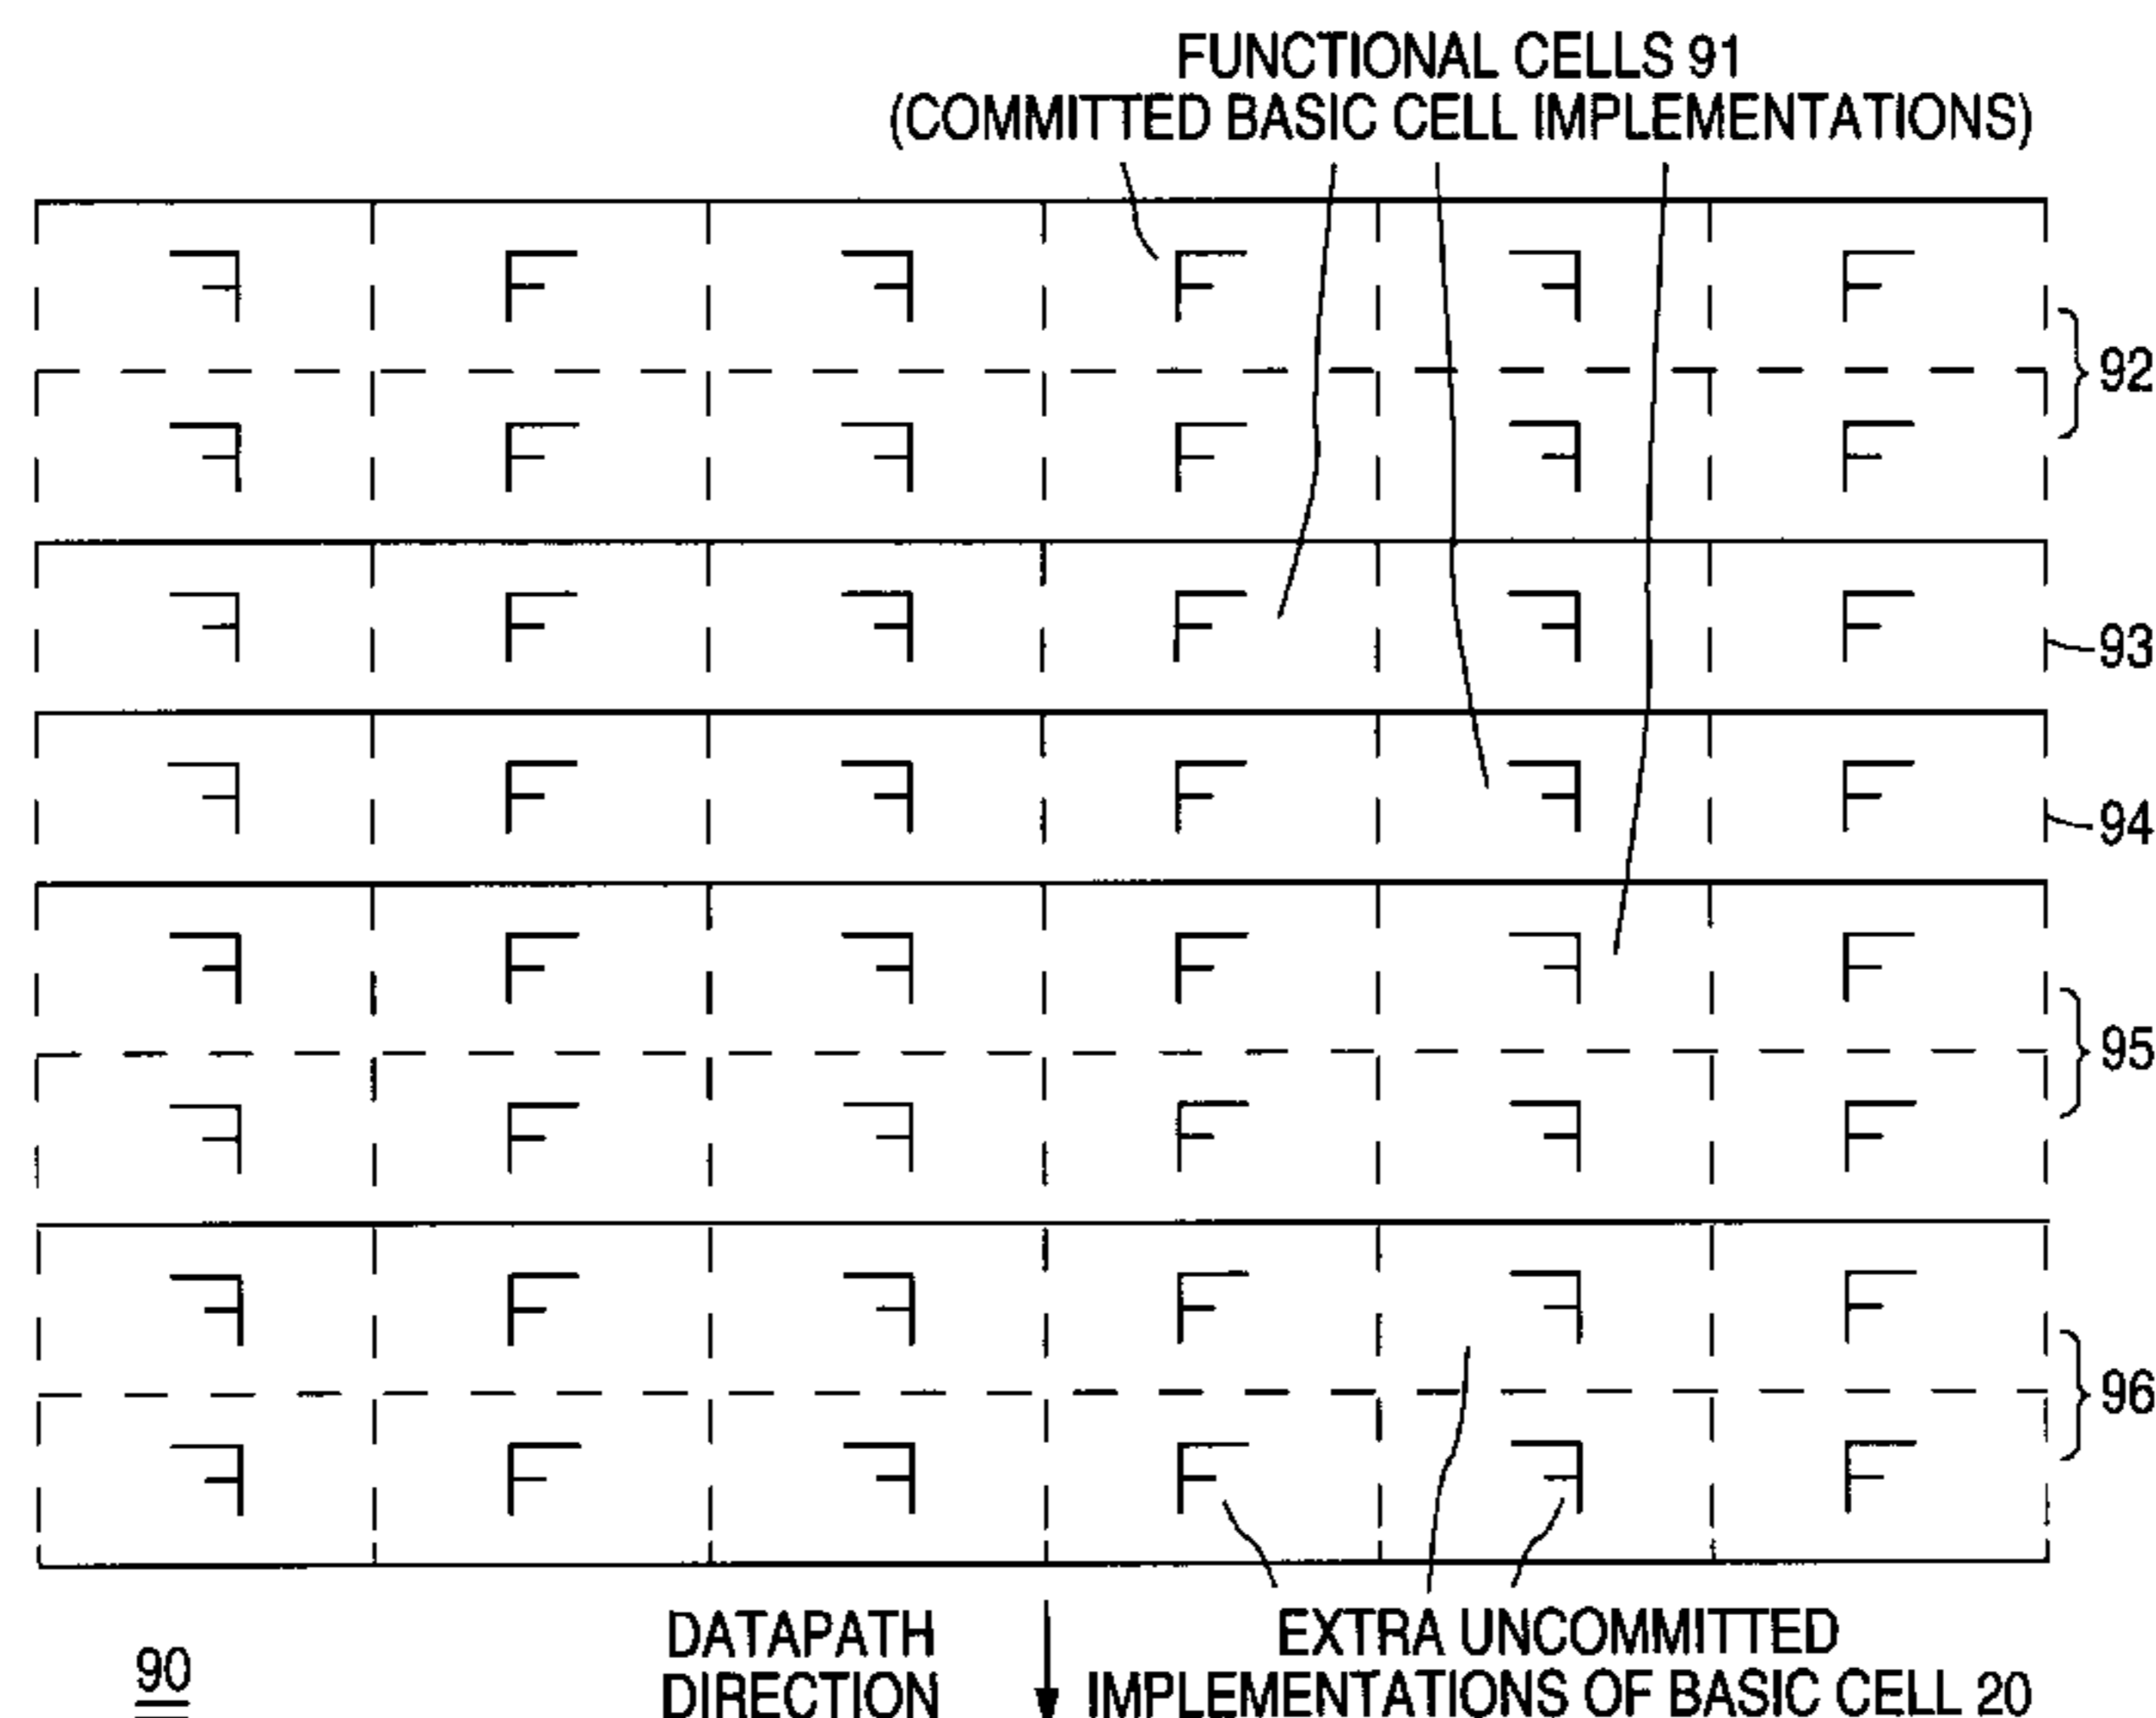 FUNCTIONAL CELLS 91
(COMMITTED BASIC CELL IMPLEMENTATIONS)
F F F F F F
92
F F F F F F
F F F F F F
93
F F F F F F
94
F F F F F F
95
F F F F F F
F F F F F F
96
F F F F F F
DATAPATH
DIRECTION
EXTRA UNCOMMITTED
IMPLEMENTATIONS OF BASIC CELL 20
90